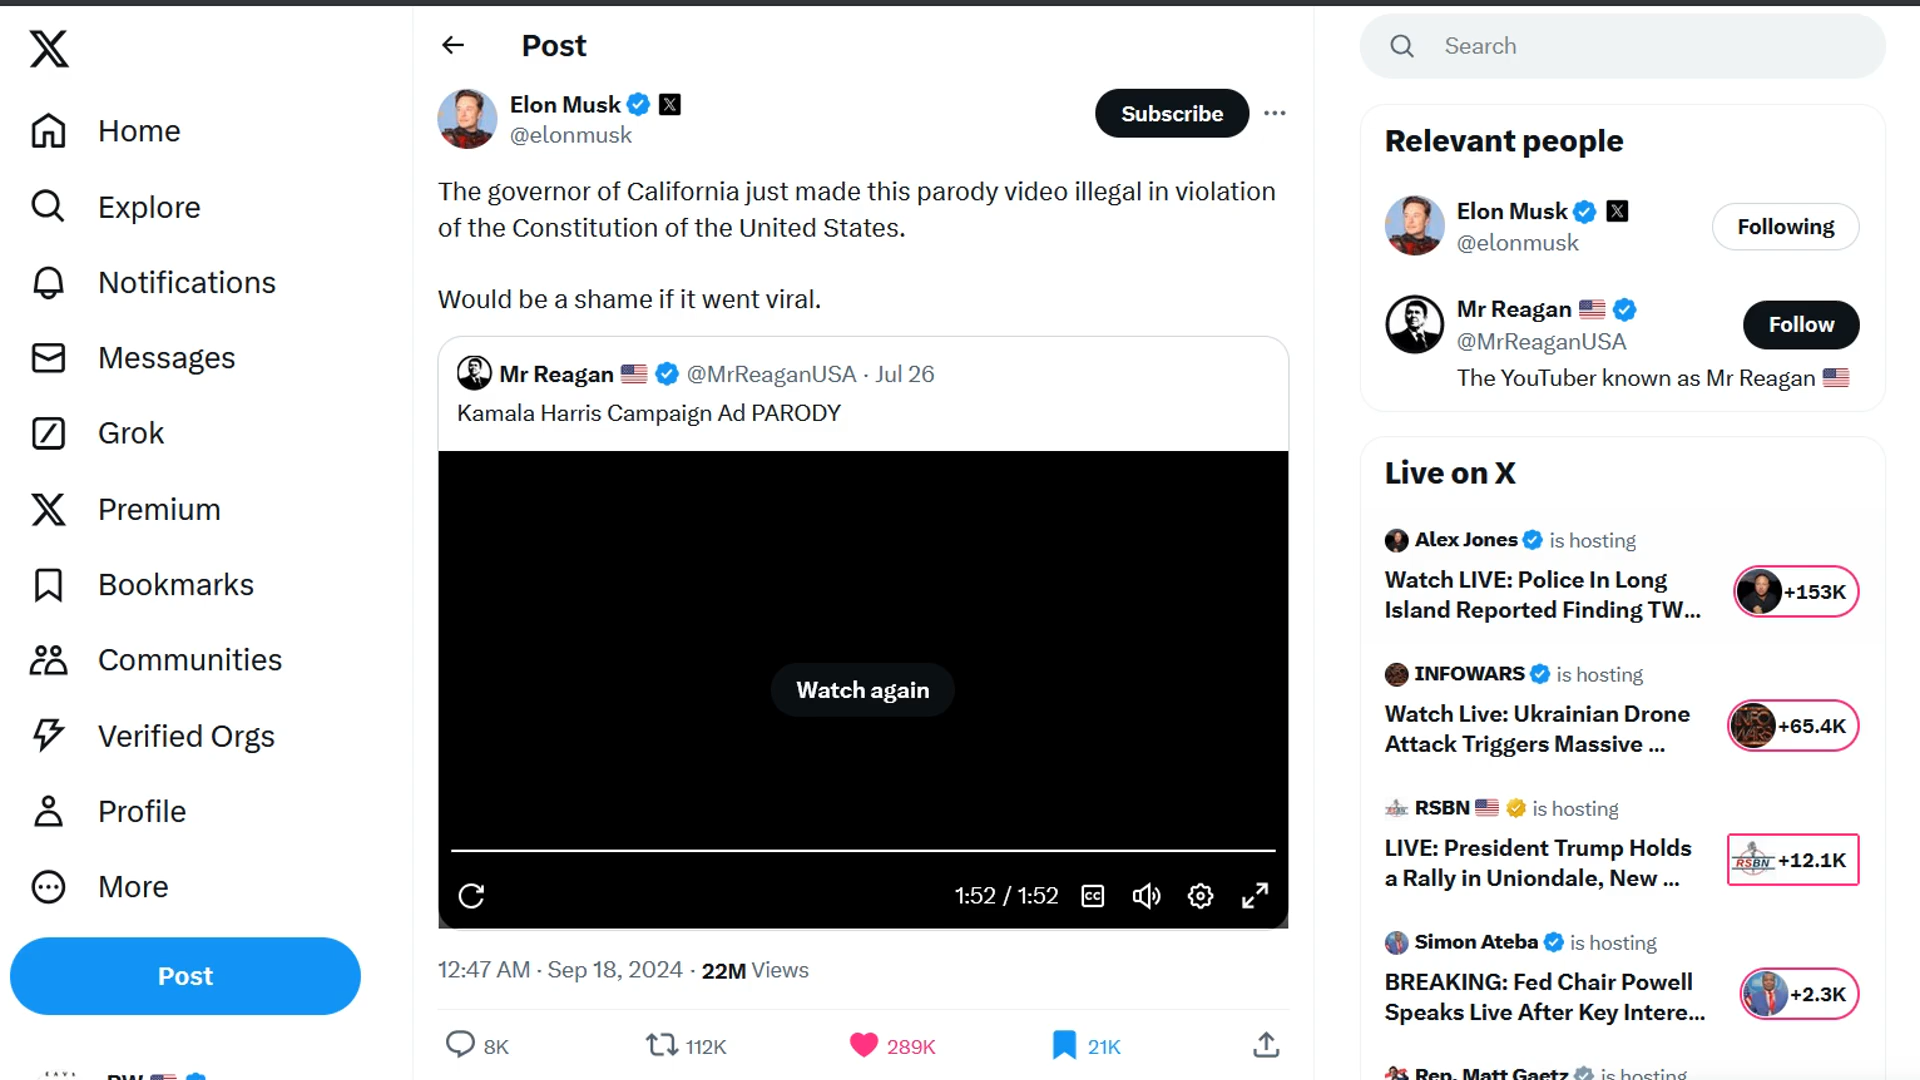 Home
Explore
Notifications
Messages
Grok
Premium
Bookmarks
Communities
Verified Orgs
Profile
More
Post
Post
Elon Musk
@elonmusk
Subscribe
The governor of California just made this parody video illegal in violation
of the Constitution of the United States.
Would be a shame if it went viral.
Mr Reagan @MrReaganUSA · Jul 26
Kamala Harris Campaign Ad PARODY
Watch again
1:52 / 1:52 CC
12:47 AM · Sep 18, 2024 · 22M Views
8K 112K 289K 21K
Search
Relevant people
Elon Musk
@elonmusk
Following
Mr Reagan
@MrReaganUSA
Follow
The YouTuber known as Mr Reagan
Live on X
Alex Jones is hosting
Watch LIVE: Police In Long
Island Reported Finding TW...
+153K
INFOWARS is hosting
Watch Live: Ukrainian Drone
Attack Triggers Massive ...
INFO
WARS
+65.4K
RSBN is hosting
LIVE: President Trump Holds
a Rally in Uniondale, New ...
RSBN
+12.1K
Simon Ateba is hosting
BREAKING: Fed Chair Powell
Speaks Live After Key Intere...
+2.3K
Rep. Matt Gaetz is hosting